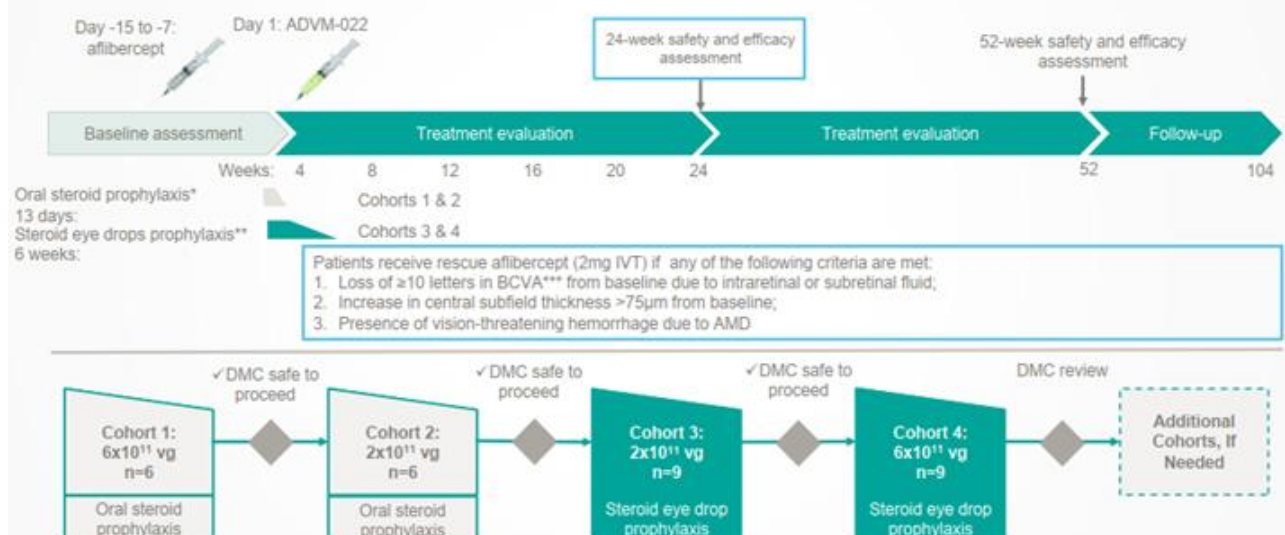 Day -15 to -7:
aflibercept
Day 1: ADVM-022
24-week safety and efficacy
assessment
52-week safety and efficacy
assessment
Baseline assessment
Treatment evaluation
Treatment evaluation
Follow-up
Weeks: 4 8 12 16 20 24 52 104
Oral steroid prophylaxis*
13 days:
Cohorts 1 & 2
Steroid eye drops prophylaxis**
6 weeks:
Cohorts 3 & 4
Patients receive rescue aflibercept (2mg IVT) if any of the following criteria are met:
1. Loss of ≥10 letters in BCVA*** from baseline due to intraretinal or subretinal fluid;
2. Increase in central subfield thickness >75µm from baseline;
3. Presence of vision-threatening hemorrhage due to AMD
✓DMC safe to
proceed
✓DMC safe to
proceed
✓DMC safe to
proceed
DMC review
Cohort 1:
6x10¹¹ vg
n=6
Oral steroid
prophylaxis
Cohort 2:
2x10¹¹ vg
n=6
Oral steroid
prophylaxis
Cohort 3:
2x10¹¹ vg
n=9
Steroid eye drop
prophylaxis
Cohort 4:
6x10¹¹ vg
n=9
Steroid eye drop
prophylaxis
Additional
Cohorts, If
Needed